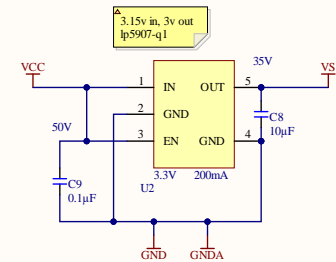 3.15v in, 3v out
lp5907-q1
VCC
35V
VS
1 IN OUT 5
2 GND
50V
C8
10µF
3 EN GND 4
C9
0.1µF
U2
3.3V 200mA
GND GNDA